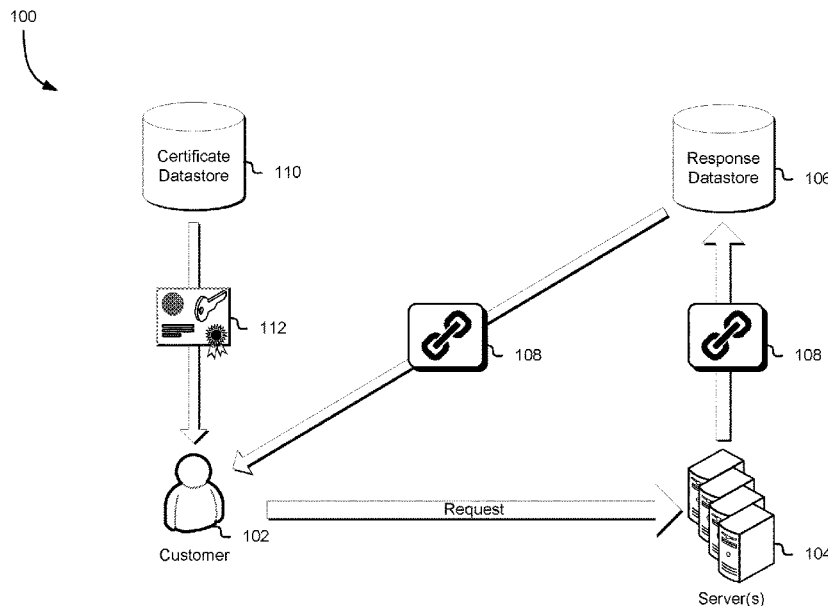 100
Certificate
Datastore
110
Response
Datastore
106
112
108
108
Request
102
Customer
104
Server(s)